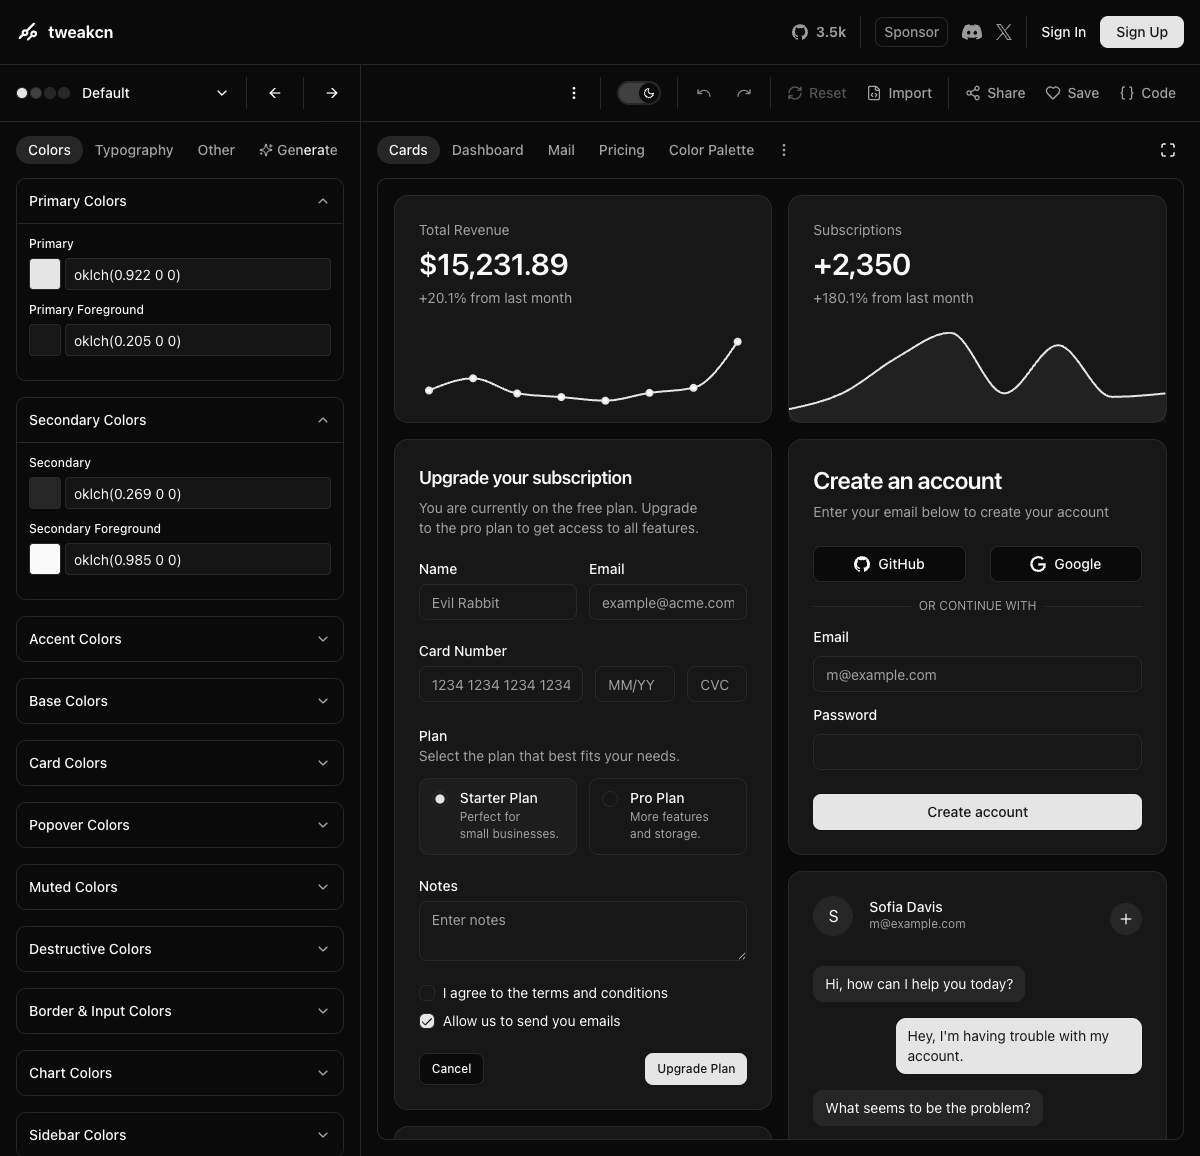 tweakcn
3.5k
Sponsor
Sign In
Sign Up
Default
Reset
Import
Share
Save
Code
Colors
Typography
Other
Generate
Primary Colors
Primary
oklch(0.922 0 0)
Primary Foreground
oklch(0.205 0 0)
Secondary Colors
Secondary
oklch(0.269 0 0)
Secondary Foreground
oklch(0.985 0 0)
Accent Colors
Base Colors
Card Colors
Popover Colors
Muted Colors
Destructive Colors
Border & Input Colors
Chart Colors
Sidebar Colors
Cards
Dashboard
Mail
Pricing
Color Palette
Total Revenue
$15,231.89
+20.1% from last month
Subscriptions
+2,350
+180.1% from last month
Upgrade your subscription
You are currently on the free plan. Upgrade
to the pro plan to get access to all features.
Name
Email
Evil Rabbit
example@acme.com
Card Number
1234 1234 1234 1234
MM/YY
CVC
Plan
Select the plan that best fits your needs.
Starter Plan
Perfect for
small businesses.
Pro Plan
More features
and storage.
Notes
Enter notes
I agree to the terms and conditions
Allow us to send you emails
Cancel
Upgrade Plan
Create an account
Enter your email below to create your account
GitHub
Google
OR CONTINUE WITH
Email
m@example.com
Password
Create account
S
Sofia Davis
m@example.com
Hi, how can I help you today?
Hey, I'm having trouble with my
account.
What seems to be the problem?